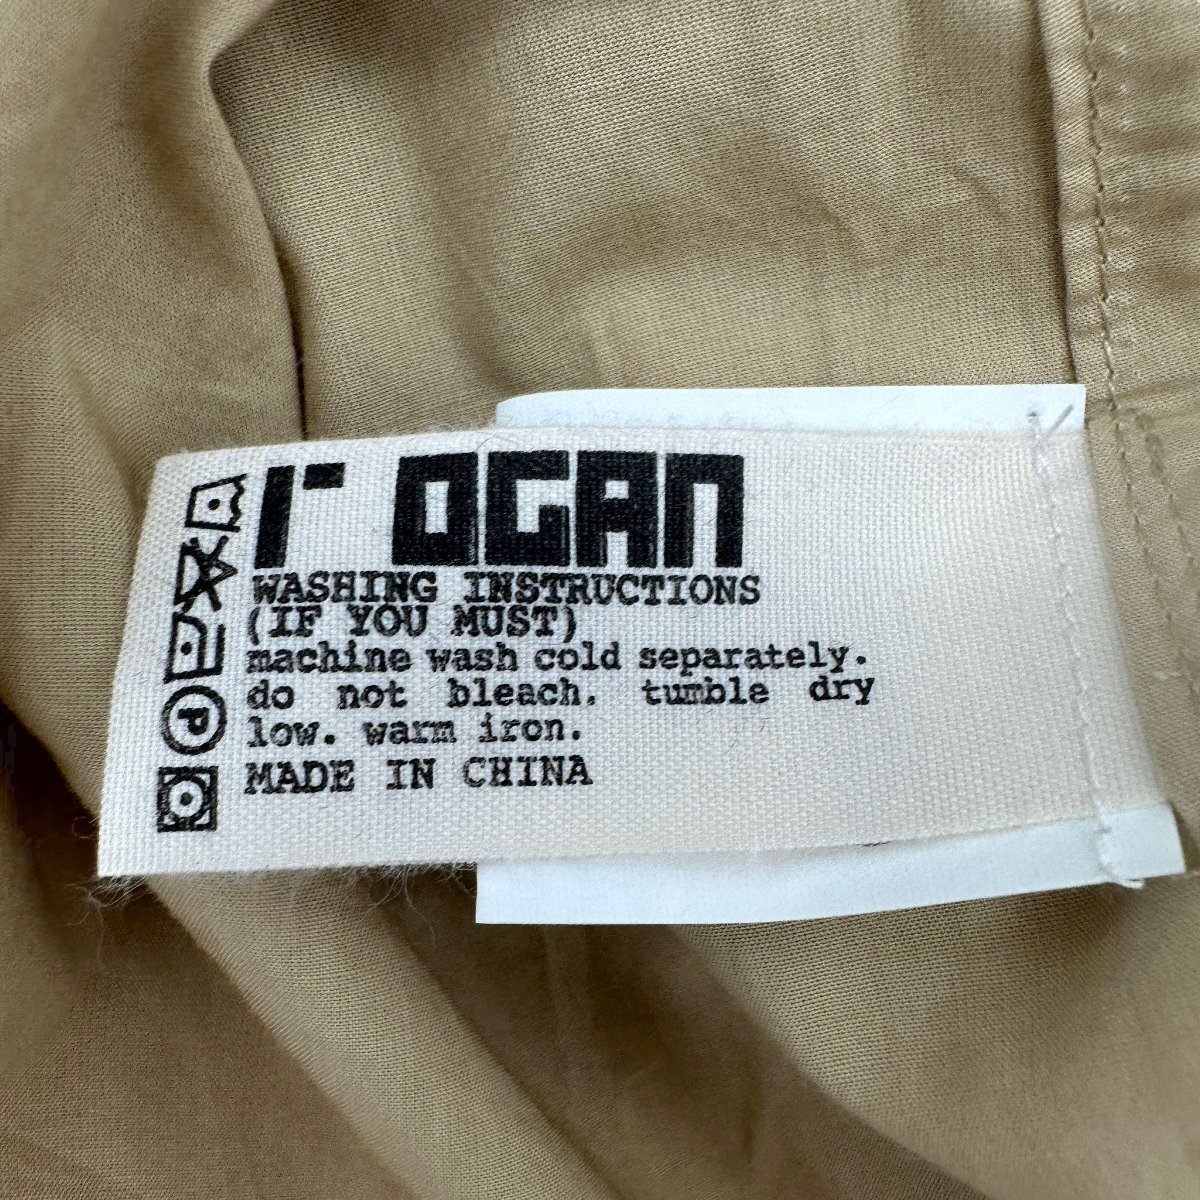 rOGAN
WASHING INSTRUCTIONS
(IF YOU MUST)
machine wash cold separately.
do not bleach. tumble dry
low. warm iron.
MADE IN CHINA
P